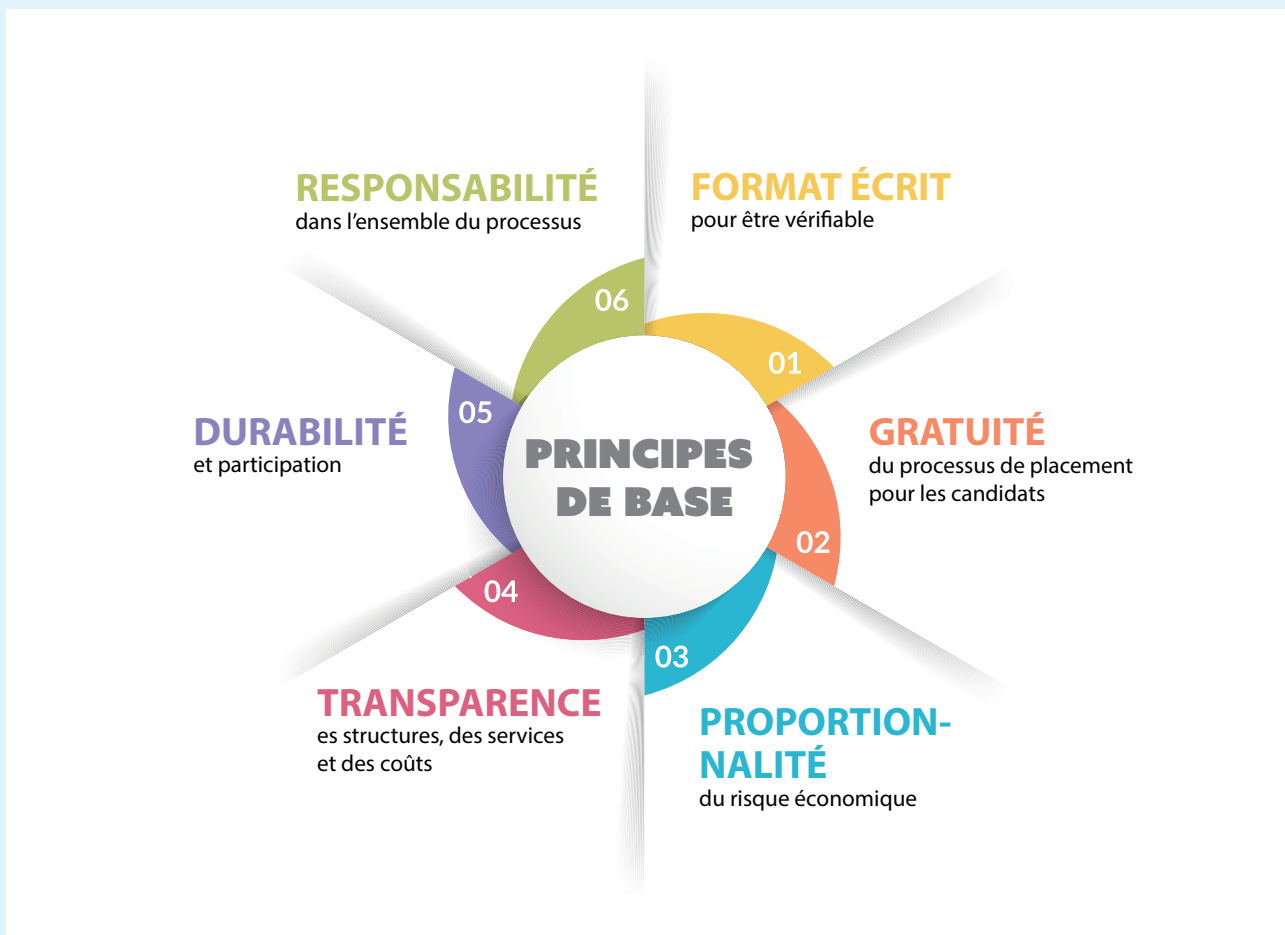 PRINCIPES
DE BASE
01
FORMAT ÉCRIT
pour être vérifiable
02
GRATUITÉ
du processus de placement
pour les candidats
03
PROPORTION-
NALITÉ
du risque économique
04
TRANSPARENCE
es structures, des services
et des coûts
05
DURABILITÉ
et participation
06
RESPONSABILITÉ
dans l'ensemble du processus